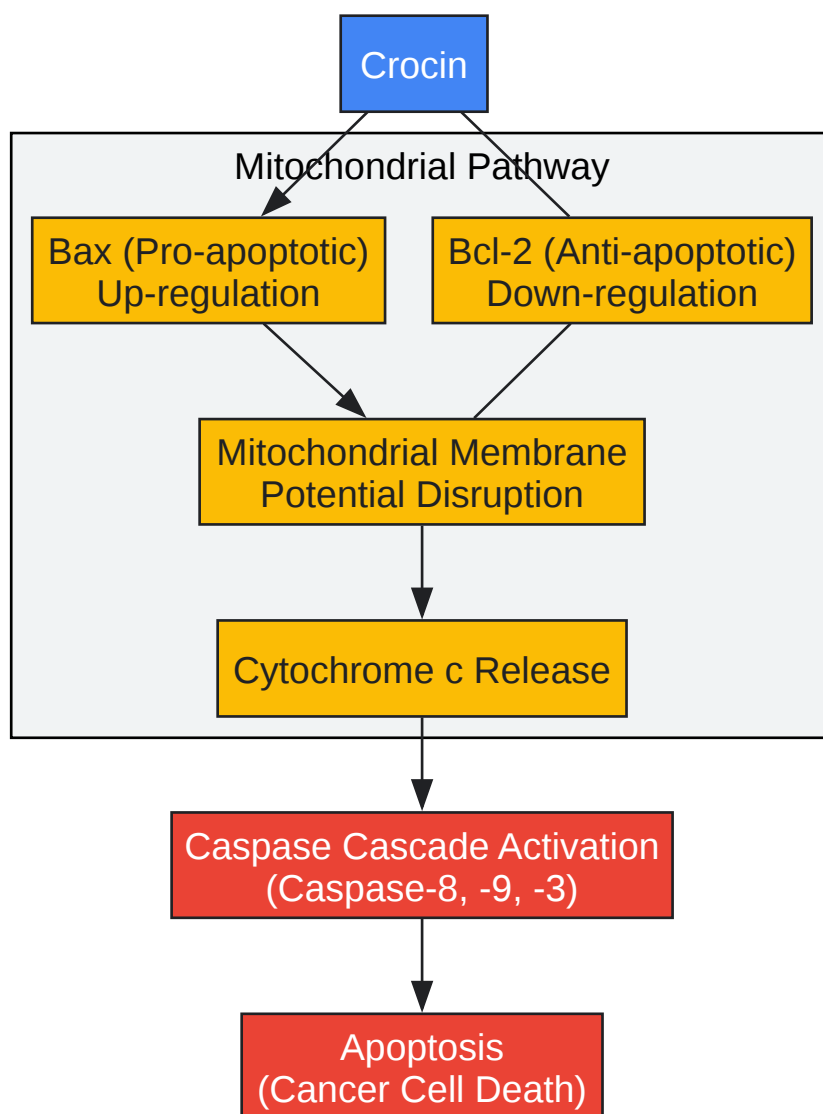 Crocin
Mitochondrial Pathway
Bax (Pro-apoptotic)
Up-regulation
Bcl-2 (Anti-apoptotic)
Down-regulation
Mitochondrial Membrane
Potential Disruption
Cytochrome c Release
Caspase Cascade Activation
(Caspase-8, -9, -3)
Apoptosis
(Cancer Cell Death)